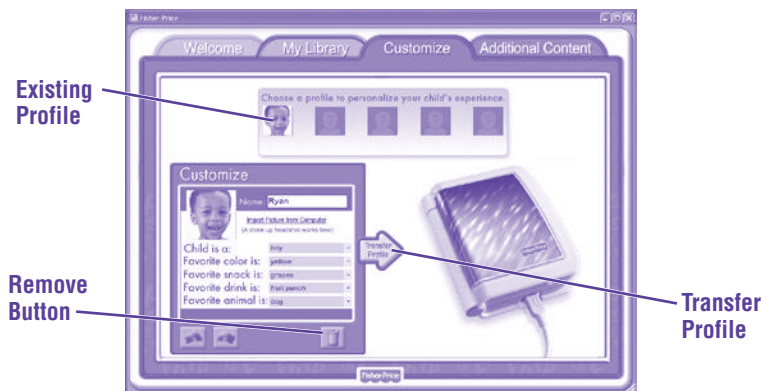 Fisher-Price
Welcome
My Library
Customize
Additional Content
Existing
Profile
Choose a profile to personalize your child's experience.
Customize
Name: Ryan
Import Picture from Computer
(A close up headshot works best)
Child is a: boy
Favorite color is: yellow
Favorite snack is: grapes
Favorite drink is: fruit punch
Favorite animal is: dog
Transfer
Profile
Remove
Button
Transfer
Profile
Fisher-Price